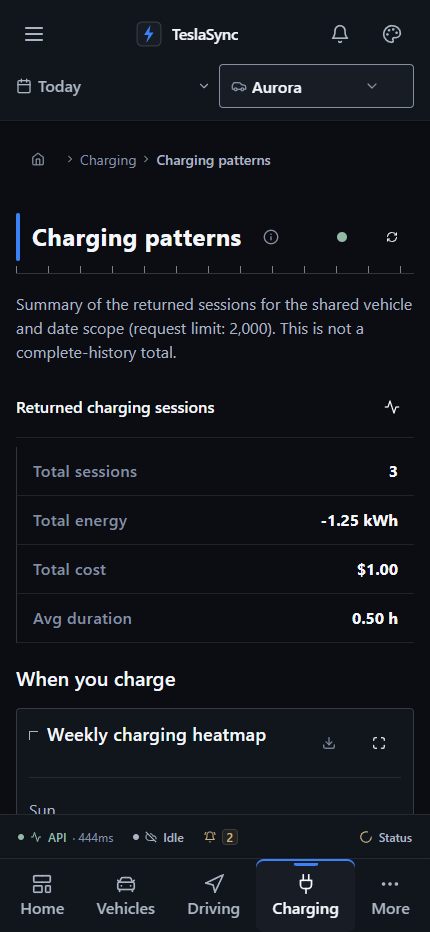 TeslaSync
Today
Aurora
Charging
Charging patterns
Charging patterns
Summary of the returned sessions for the shared vehicle
and date scope (request limit: 2,000). This is not a
complete-history total.
Returned charging sessions
Total sessions 3
Total energy -1.25 kWh
Total cost $1.00
Avg duration 0.50 h
When you charge
Weekly charging heatmap
Sun
API · 444ms Idle 2 Status
Home Vehicles Driving Charging More